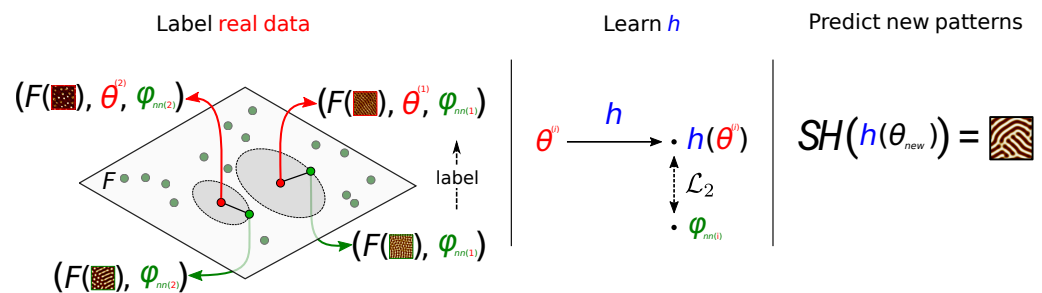 Label real data
Learn h
Predict new patterns
(F( ), θ⁽²⁾, φₙₙ₍₂₎)
(F( ), θ⁽¹⁾, φₙₙ₍₁₎)
F
label
(F( ), φₙₙ₍₁₎)
(F( ), φₙₙ₍₂₎)
θ⁽ⁱ⁾
h
h(θ⁽ⁱ⁾)
ℒ₂
φₙₙ₍ᵢ₎
SH(h(θ_new)) =